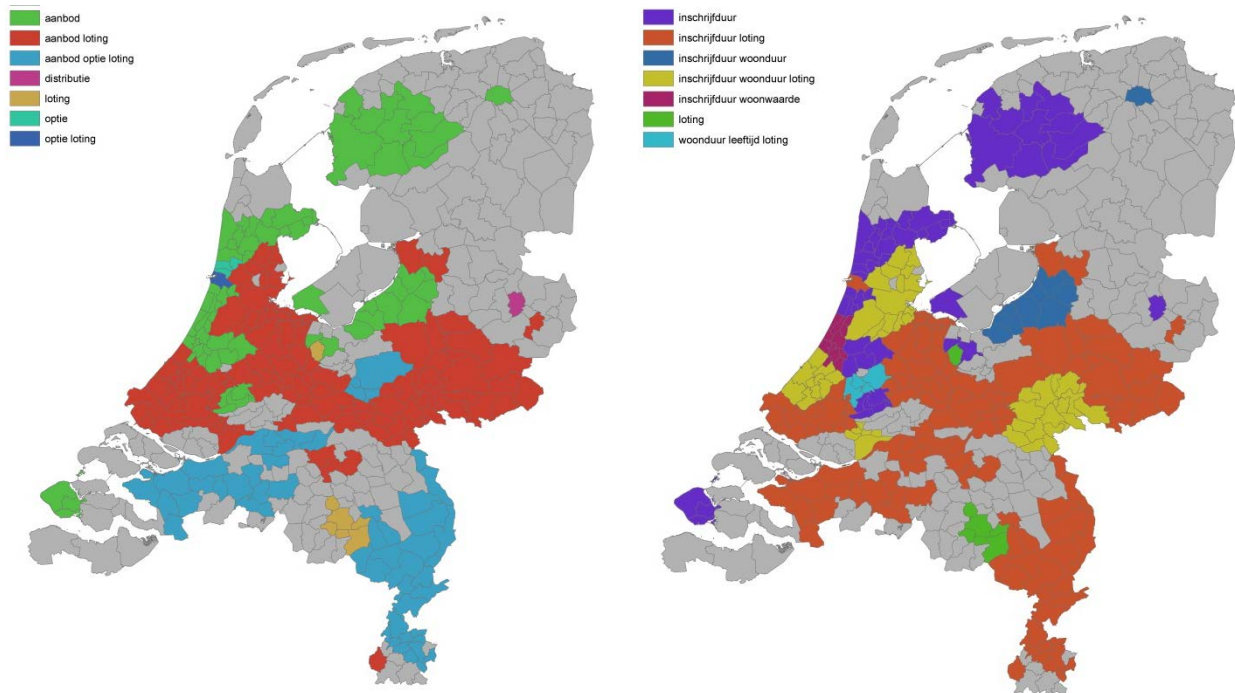 aanbod
aanbod loting
aanbod optie loting
distributie
loting
optie
optie loting
inschrijfduur
inschrijfduur loting
inschrijfduur woonduur
inschrijfduur woonduur loting
inschrijfduur woonwaarde
loting
woonduur leeftijd loting